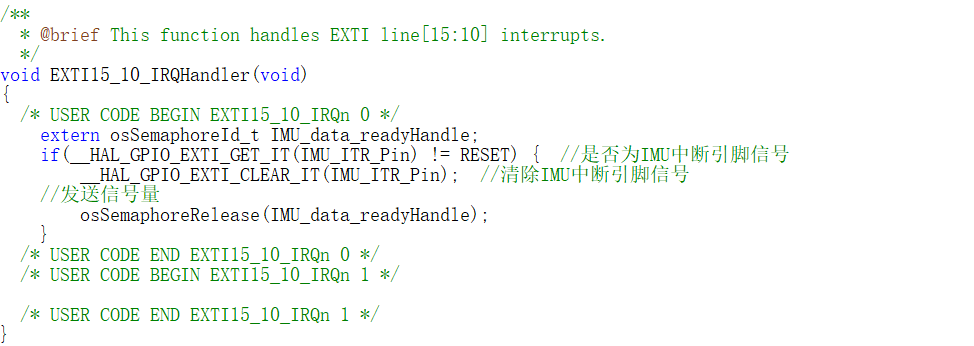 /**
  * @brief This function handles EXTI line[15:10] interrupts.
  */
void EXTI15_10_IRQHandler(void)
{
  /* USER CODE BEGIN EXTI15_10_IRQn 0 */
    extern osSemaphoreId_t IMU_data_readyHandle;
    if(__HAL_GPIO_EXTI_GET_IT(IMU_ITR_Pin) != RESET) {  //是否为IMU中断引脚信号
        __HAL_GPIO_EXTI_CLEAR_IT(IMU_ITR_Pin);  //清除IMU中断引脚信号
    //发送信号量
        osSemaphoreRelease(IMU_data_readyHandle);
    }
  /* USER CODE END EXTI15_10_IRQn 0 */
  /* USER CODE BEGIN EXTI15_10_IRQn 1 */

  /* USER CODE END EXTI15_10_IRQn 1 */
}